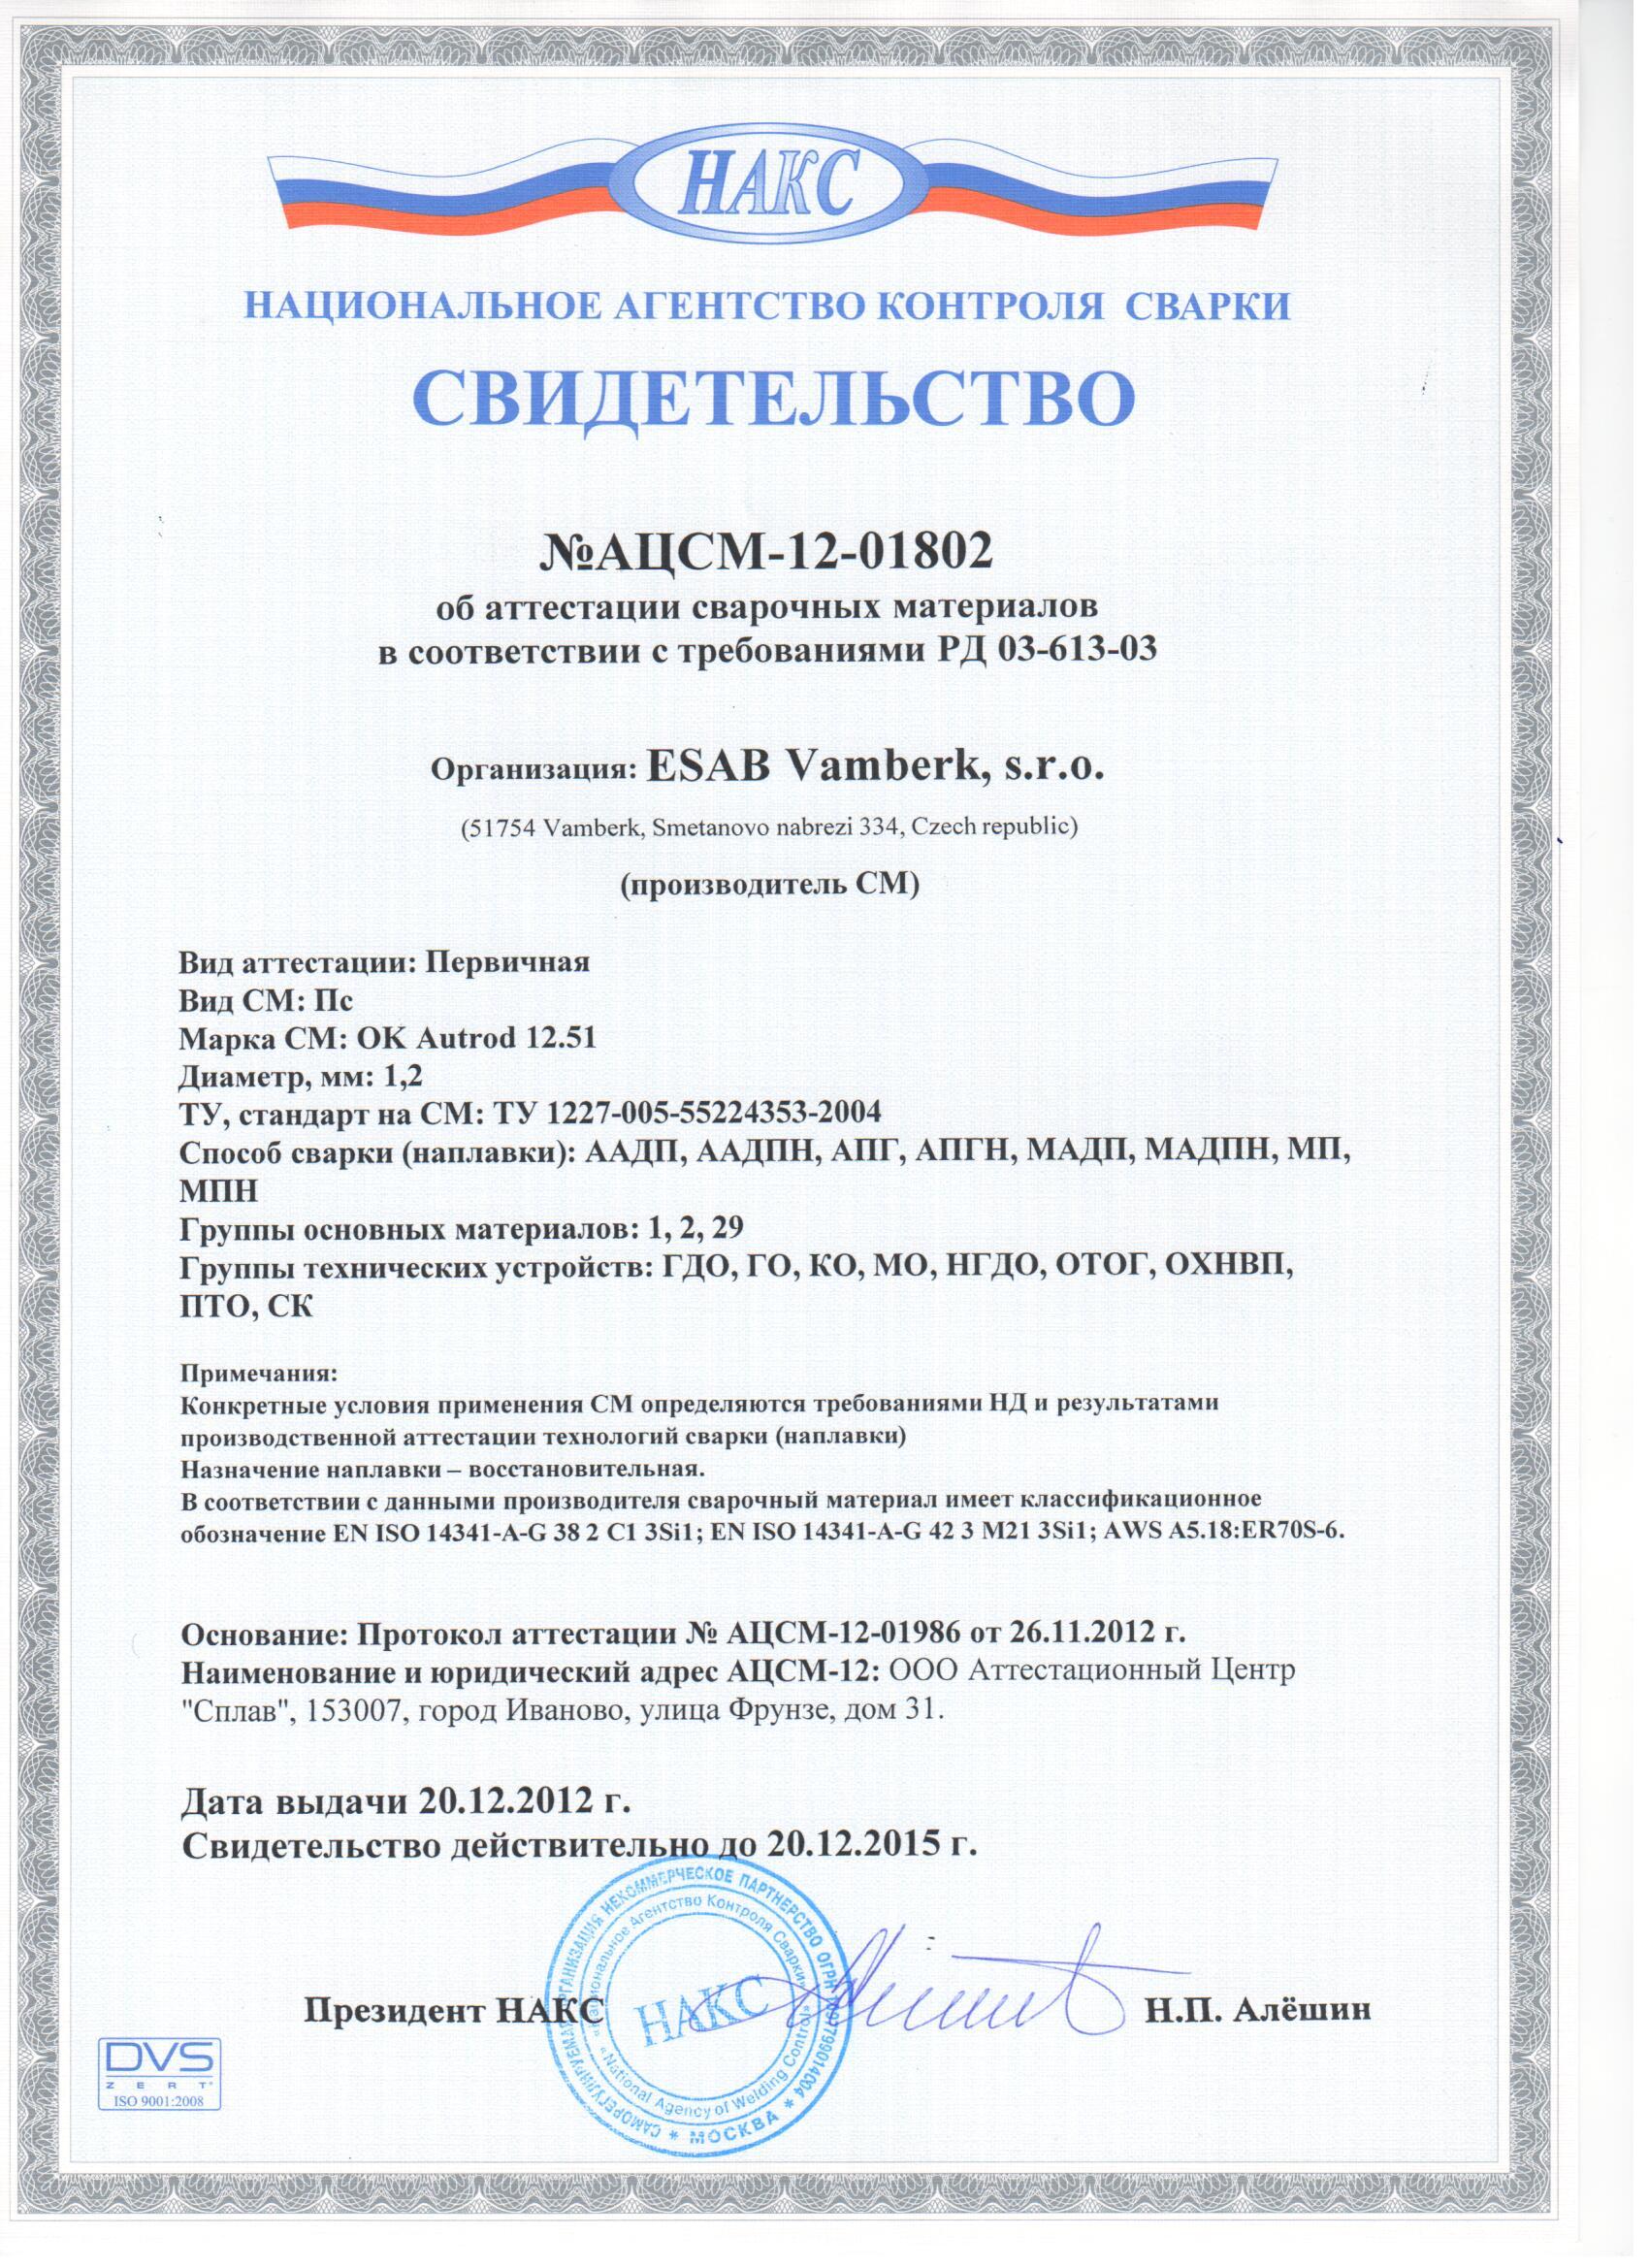 НАКС
НАЦИОНАЛЬНОЕ АГЕНТСТВО КОНТРОЛЯ СВАРКИ
СВИДЕТЕЛЬСТВО
№АЦСМ-12-01802
об аттестации сварочных материалов
в соответствии с требованиями РД 03-613-03
Организация: ESAB Vamberk, s.r.o.
(51754 Vamberk, Smetanovo nabrezi 334, Czech republic)
(производитель СМ)
Вид аттестации: Первичная
Вид СМ: Пс
Марка СМ: OK Autrod 12.51
Диаметр, мм: 1,2
ТУ, стандарт на СМ: ТУ 1227-005-55224353-2004
Способ сварки (наплавки): ААДП, ААДПН, АПГ, АПГН, МАДП, МАДПН, МП,
МПН
Группы основных материалов: 1, 2, 29
Группы технических устройств: ГДО, ГО, КО, МО, НГДО, ОТОГ, ОХНВП,
ПТО, СК
Примечания:
Конкретные условия применения СМ определяются требованиями НД и результатами
производственной аттестации технологий сварки (наплавки)
Назначение наплавки – восстановительная.
В соответствии с данными производителя сварочный материал имеет классификационное
обозначение EN ISO 14341-A-G 38 2 C1 3Si1; EN ISO 14341-A-G 42 3 M21 3Si1; AWS A5.18:ER70S-6.
Основание: Протокол аттестации № АЦСМ-12-01986 от 26.11.2012 г.
Наименование и юридический адрес АЦСМ-12: ООО Аттестационный Центр
"Сплав", 153007, город Иваново, улица Фрунзе, дом 31.
Дата выдачи 20.12.2012 г.
Свидетельство действительно до 20.12.2015 г.
САМОРЕГУЛИРУЕМАЯ ОРГАНИЗАЦИЯ НЕКОММЕРЧЕСКОЕ ПАРТНЕРСТВО ОГРН
* МОСКВА *
«Национальное Агентство Контроля Сварки»
«National Agency of Welding Control»
НАКС
Президент НАКС
Н.П. Алёшин
DVS
ZERT
ISO 9001:2008